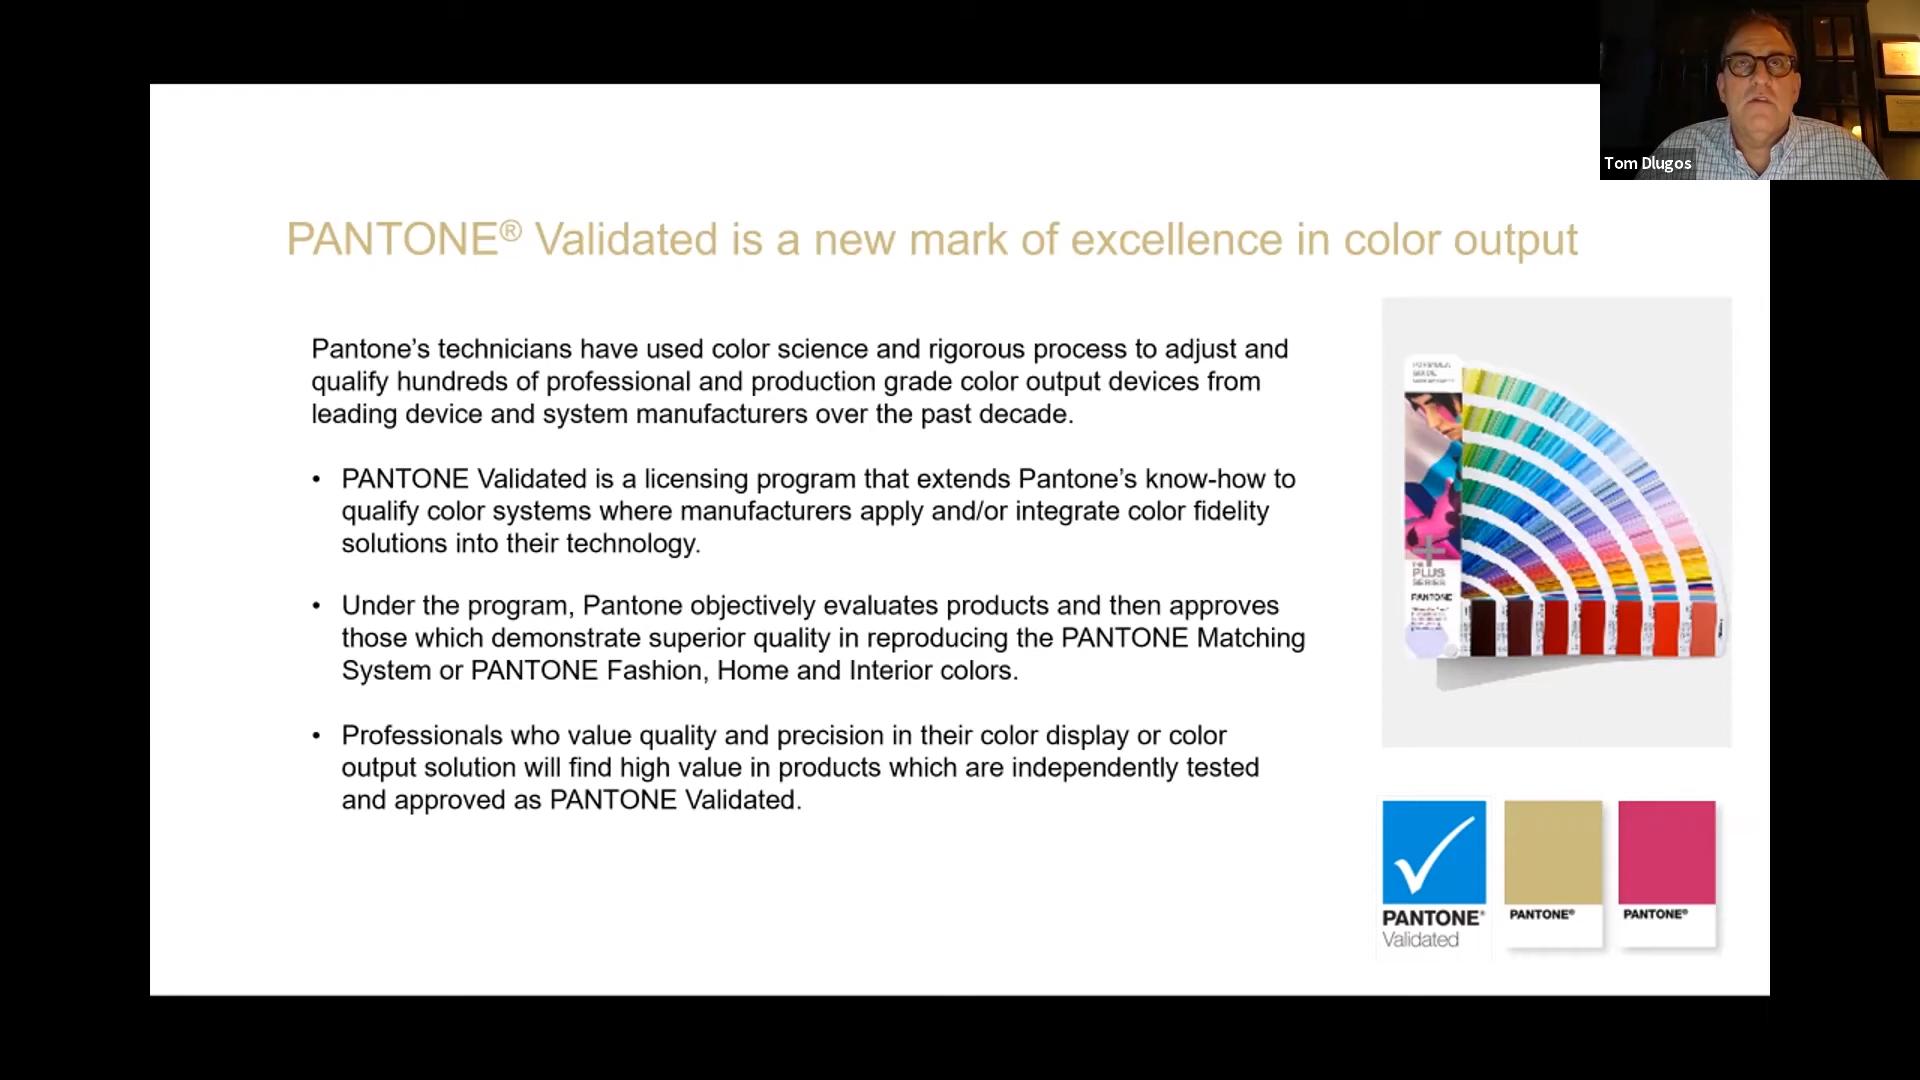 Tom Dlugos
PANTONE® Validated is a new mark of excellence in color output
Pantone’s technicians have used color science and rigorous process to adjust and
qualify hundreds of professional and production grade color output devices from
leading device and system manufacturers over the past decade.
• PANTONE Validated is a licensing program that extends Pantone’s know-how to
qualify color systems where manufacturers apply and/or integrate color fidelity
solutions into their technology.
• Under the program, Pantone objectively evaluates products and then approves
those which demonstrate superior quality in reproducing the PANTONE Matching
System or PANTONE Fashion, Home and Interior colors.
• Professionals who value quality and precision in their color display or color
output solution will find high value in products which are independently tested
and approved as PANTONE Validated.
FORMULA
GUIDE
PLUS
SERIES
PANTONE
PANTONE®
Validated
PANTONE®
PANTONE®